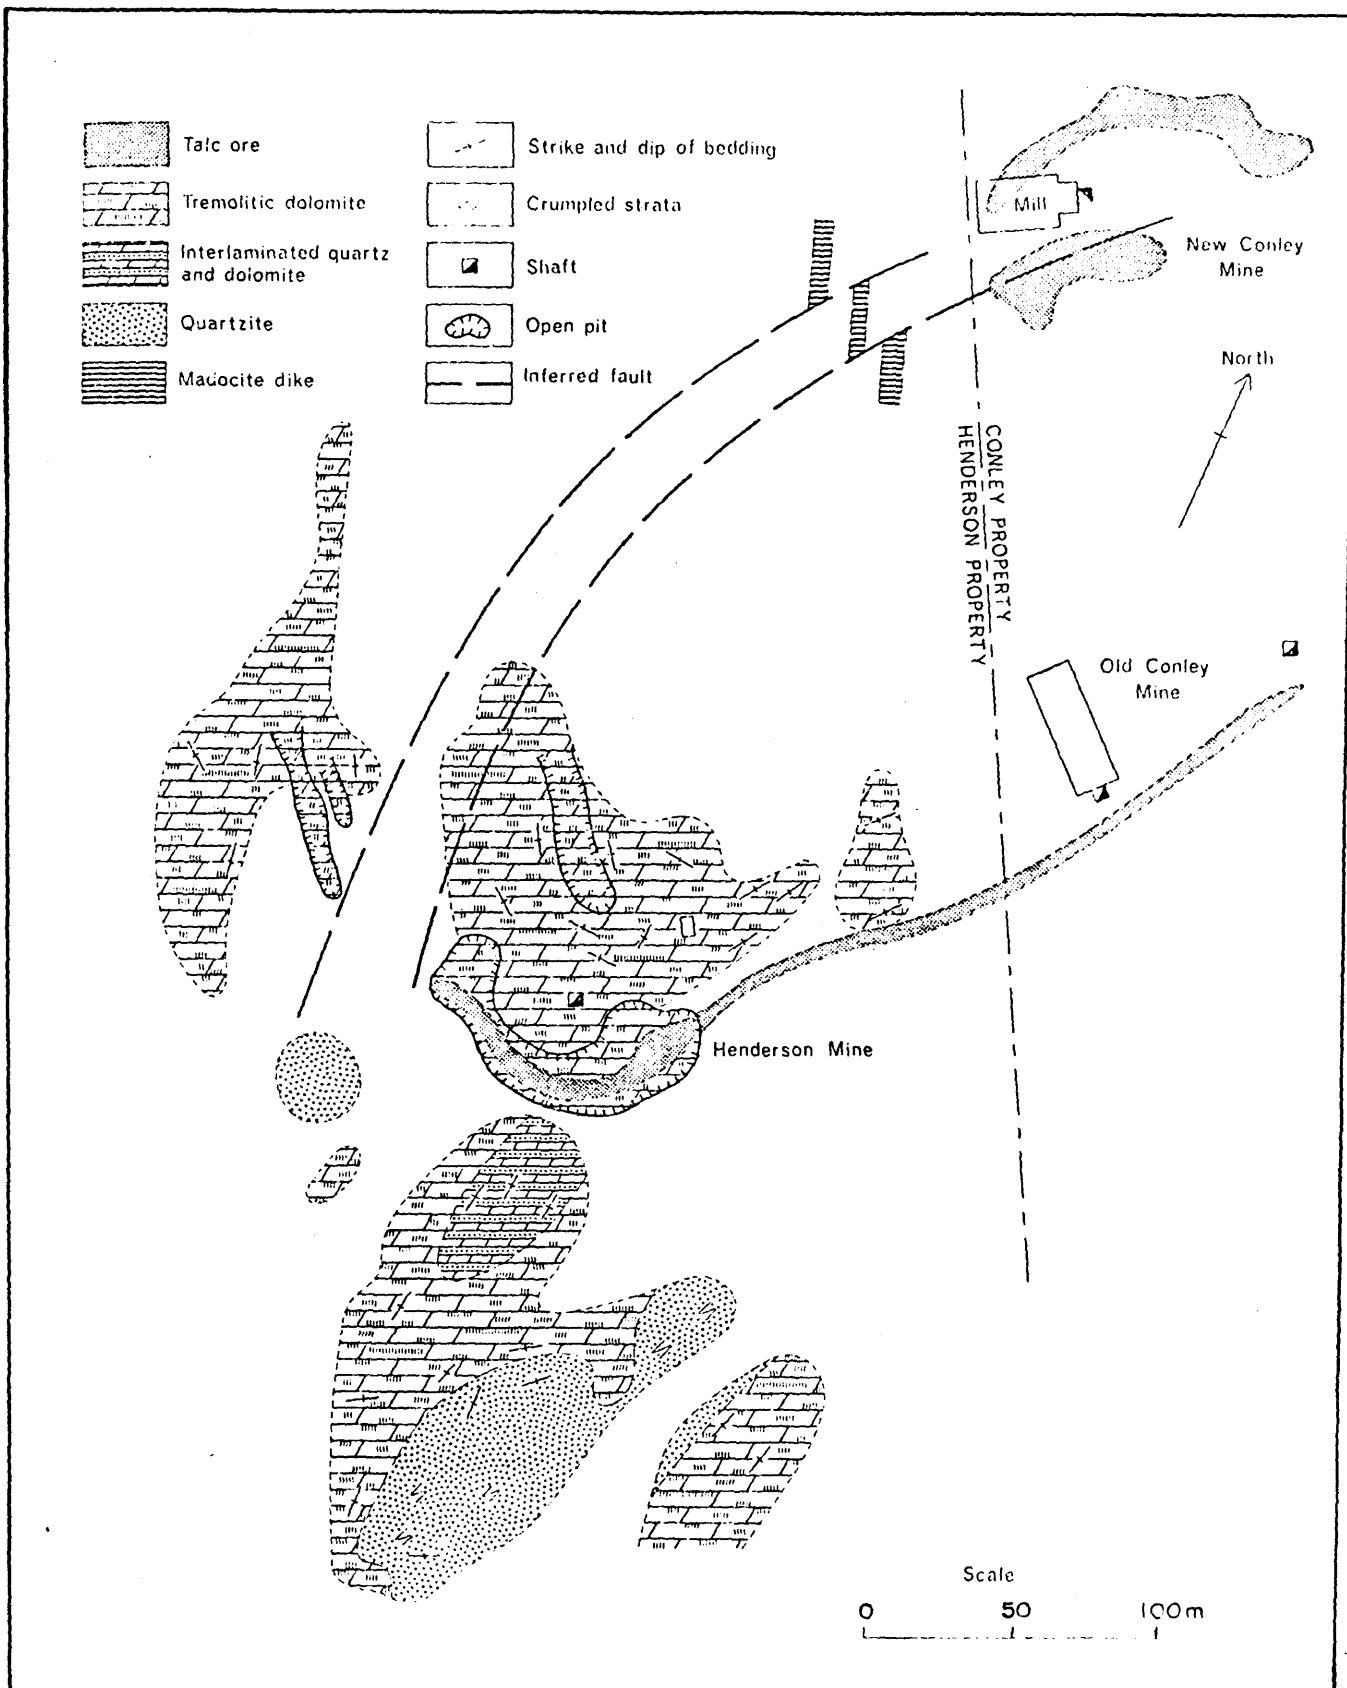 Talc ore
Tremolitic dolomite
Interlaminated quartz
and dolomite
Quartzite
Madocite dike
Strike and dip of bedding
Crumpled strata
Shaft
Open pit
Inferred fault
Mill
New Conley
Mine
North
CONLEY PROPERTY
HENDERSON PROPERTY
Old Conley
Mine
Henderson Mine
Scale
0 50 100m